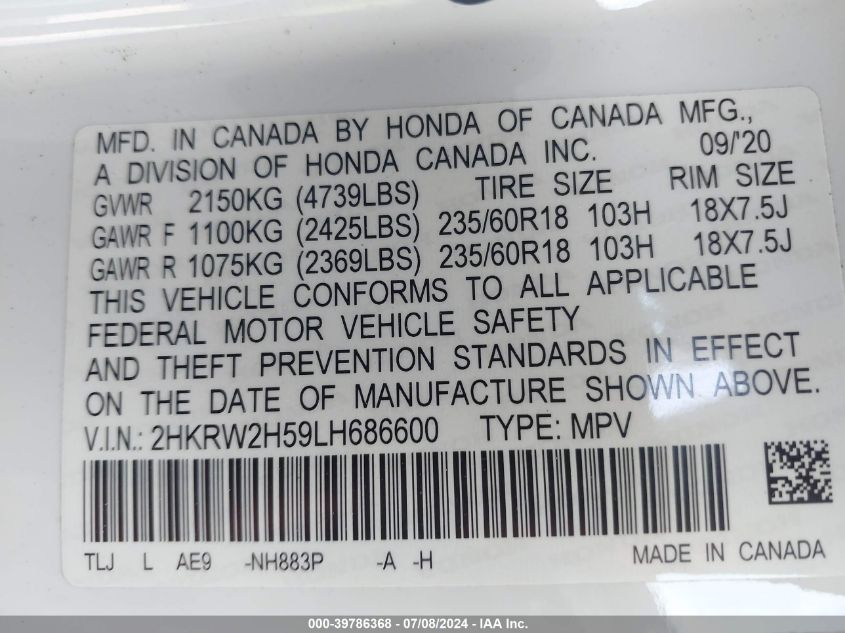 MFD. IN CANADA BY HONDA OF CANADA MFG.,
A DIVISION OF HONDA CANADA INC. 09/'20
GVWR 2150KG (4739LBS) TIRE SIZE RIM SIZE
GAWR F 1100KG (2425LBS) 235/60R18 103H 18X7.5J
GAWR R 1075KG (2369LBS) 235/60R18 103H 18X7.5J
THIS VEHICLE CONFORMS TO ALL APPLICABLE
FEDERAL MOTOR VEHICLE SAFETY
AND THEFT PREVENTION STANDARDS IN EFFECT
ON THE DATE OF MANUFACTURE SHOWN ABOVE.
V.I.N.: 2HKRW2H59LH686600 TYPE: MPV
TLJ L AE9 -NH883P -A -H MADE IN CANADA
000-39786368 - 07/08/2024 - IAA Inc.